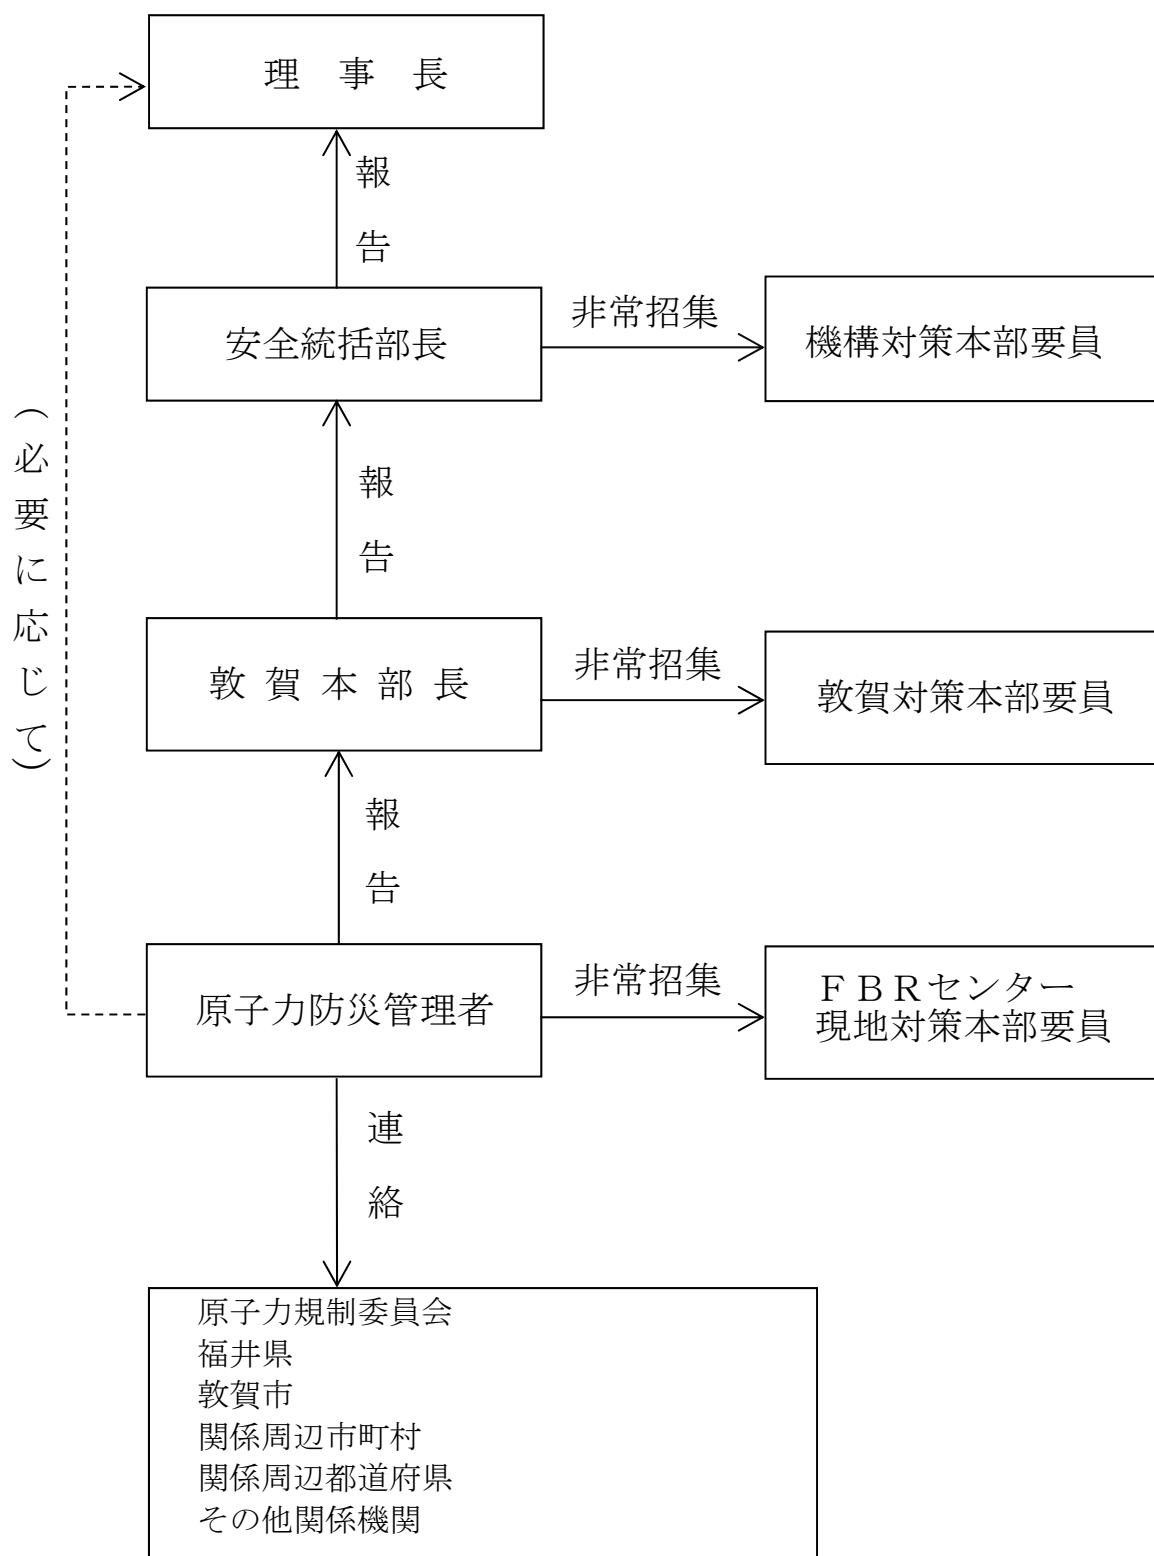 理 事 長
報告
安全統括部長
非常招集
機構対策本部要員
(必要に応じて)
報告
敦 賀 本 部 長
非常招集
敦賀対策本部要員
報告
原子力防災管理者
非常招集
ＦＢＲセンター
現地対策本部要員
連絡
原子力規制委員会
福井県
敦賀市
関係周辺市町村
関係周辺都道府県
その他関係機関